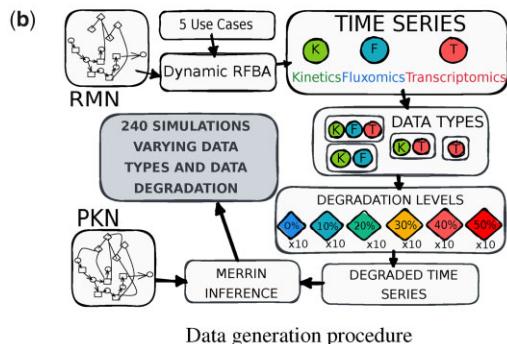 (b)
5 Use Cases
Dynamic RFBA
RMN
TIME SERIES
K F T
Kinetics Fluxomics Transcriptomics
DATA TYPES
K F T
K T
T
K F
240 SIMULATIONS
VARYING DATA
TYPES AND DATA
DEGRADATION
DEGRADATION LEVELS
0% 10% 20% 30% 40% 50%
x10 x10 x10 x10 x10 x10
PKN
MERRIN
INFERENCE
DEGRADED TIME
SERIES
Data generation procedure